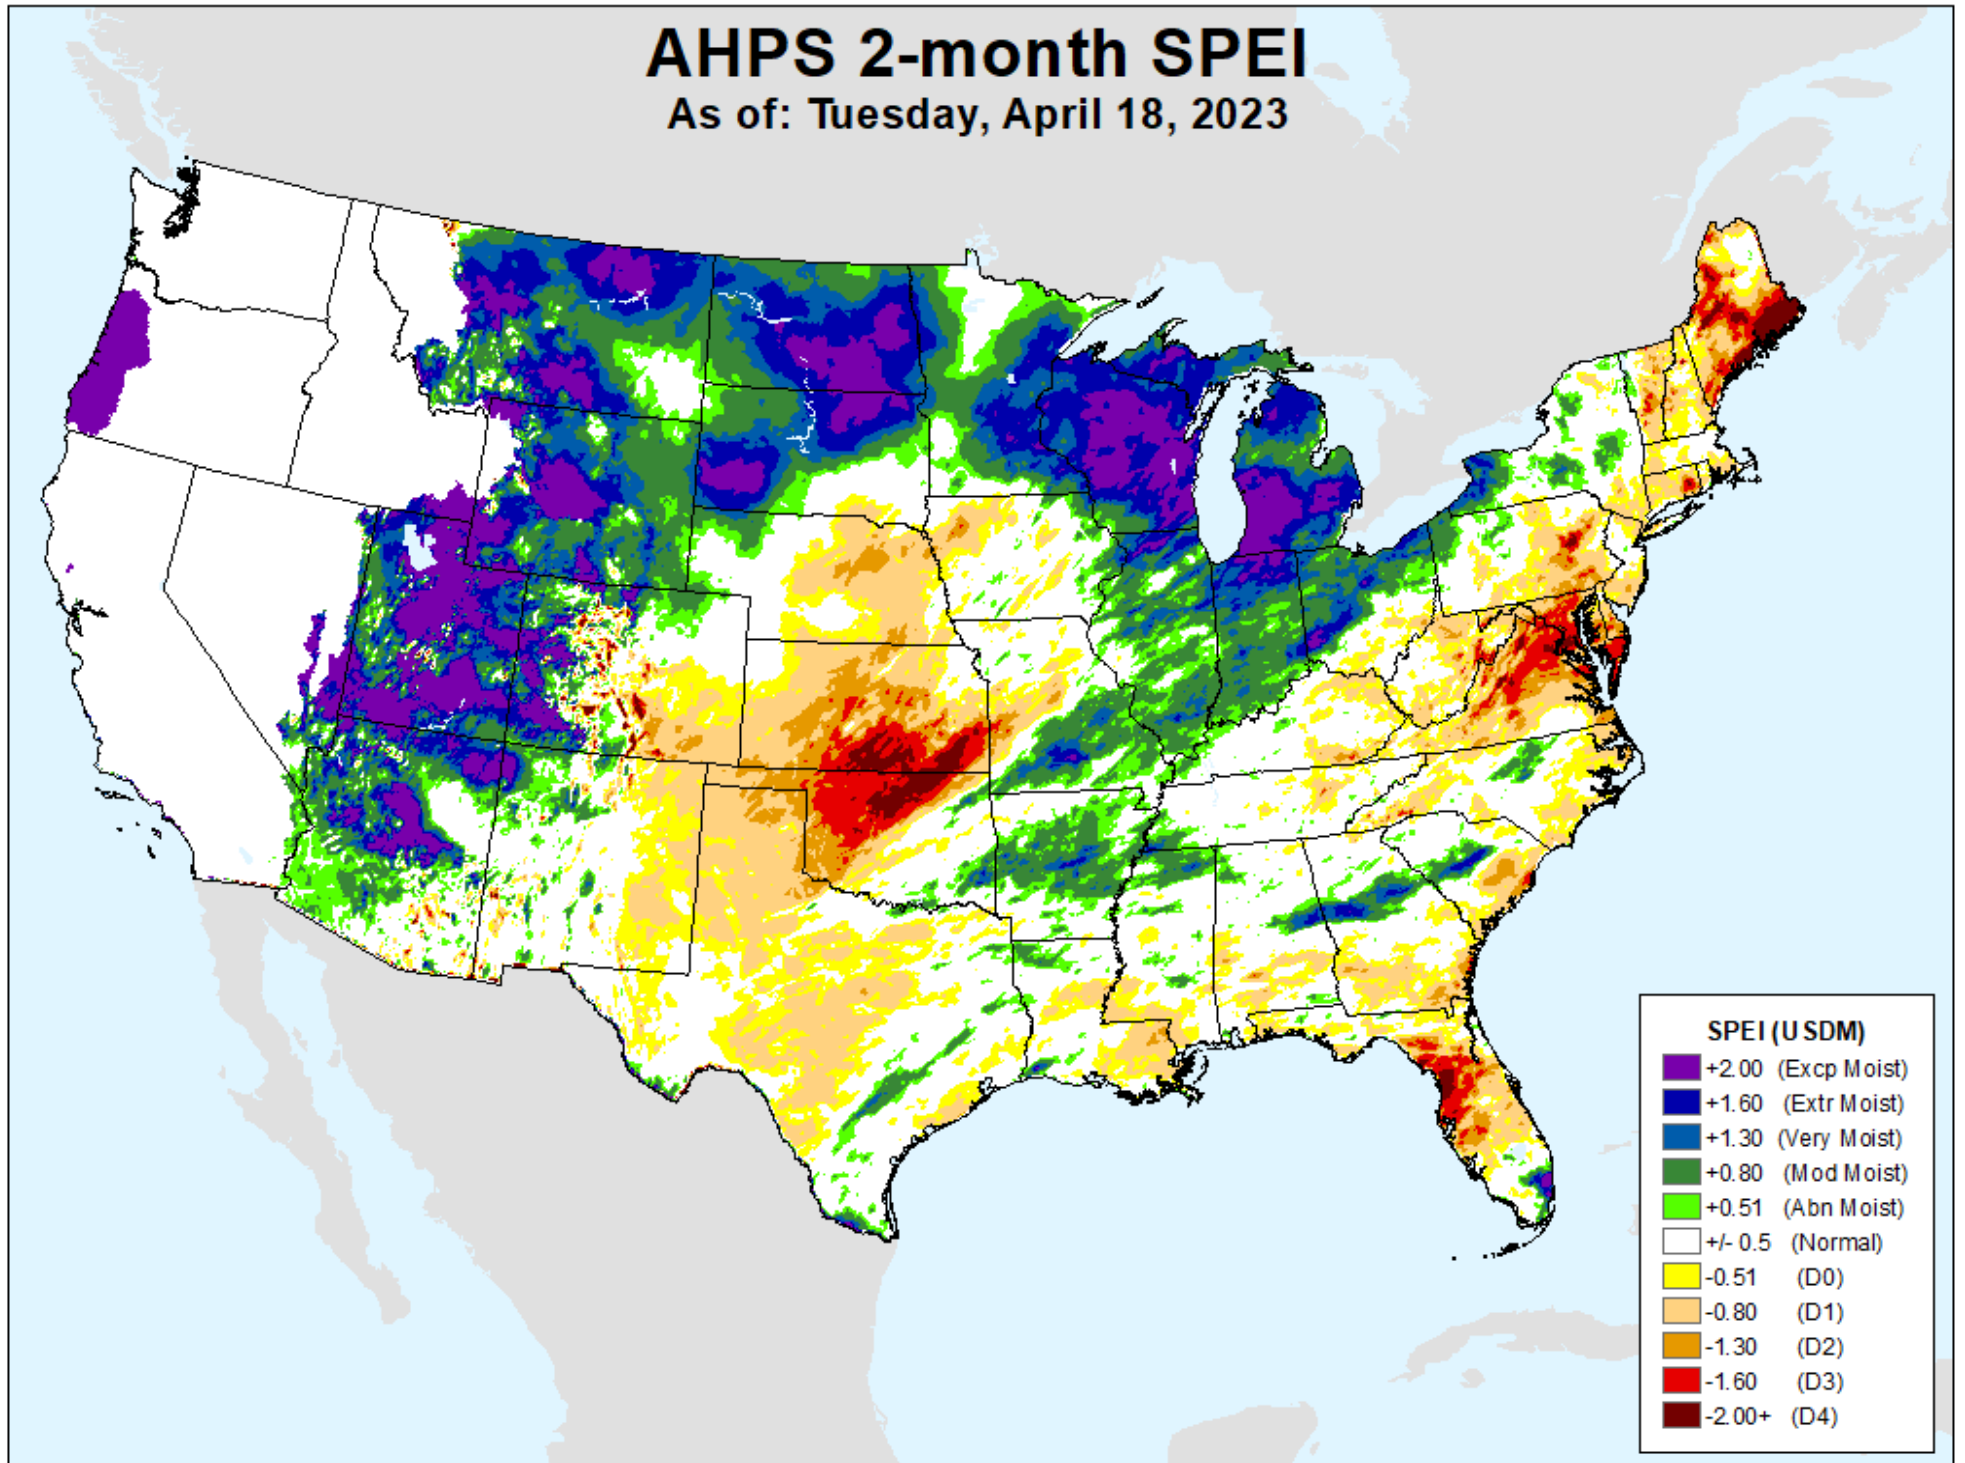 AHPS 2-month SPEI
As of: Tuesday, April 18, 2023
SPEI (USDM)
+2.00 (Excp Moist)
+1.60 (Extr Moist)
+1.30 (Very Moist)
+0.80 (Mod Moist)
+0.51 (Abn Moist)
+/- 0.5 (Normal)
-0.51 (D0)
-0.80 (D1)
-1.30 (D2)
-1.60 (D3)
-2.00+ (D4)